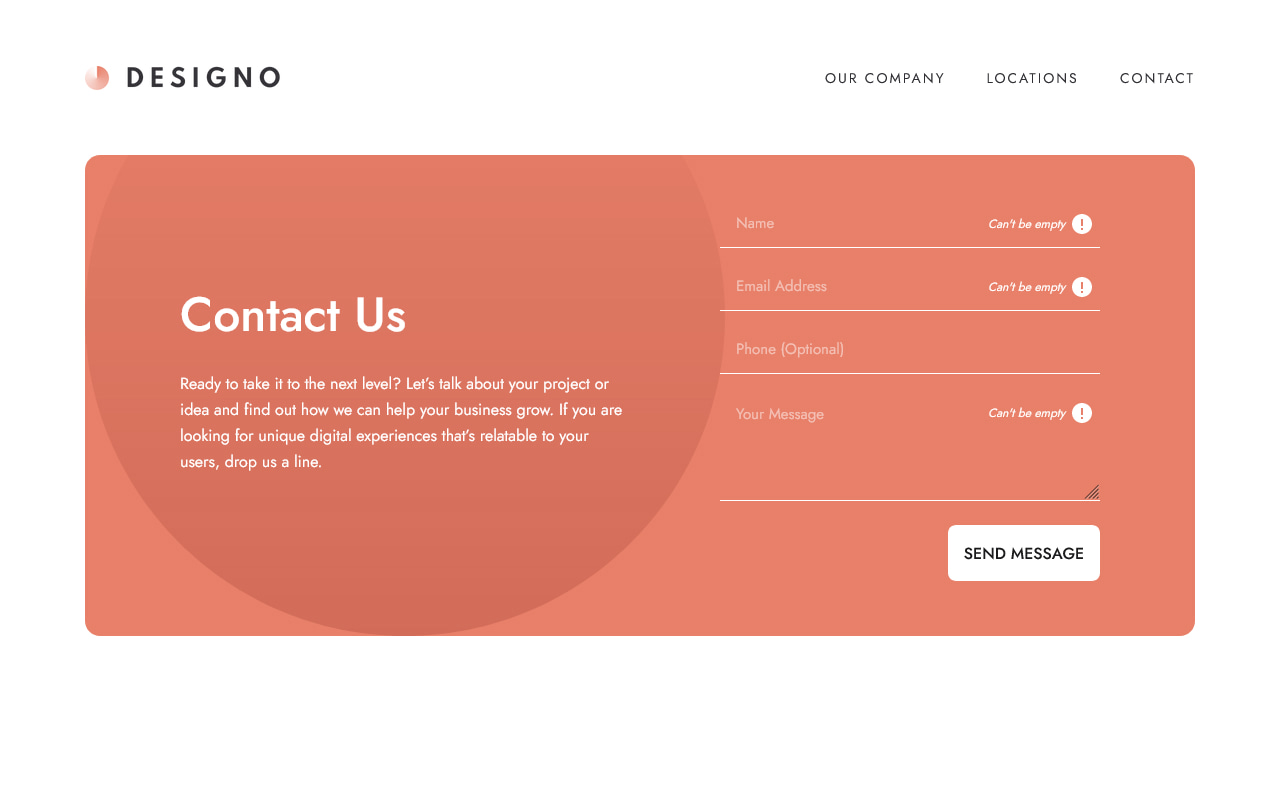 DESIGNO
OUR COMPANY
LOCATIONS
CONTACT
Contact Us
Ready to take it to the next level? Let’s talk about your project or
idea and find out how we can help your business grow. If you are
looking for unique digital experiences that’s relatable to your
users, drop us a line.
Name
Can't be empty
Email Address
Can't be empty
Phone (Optional)
Your Message
Can't be empty
SEND MESSAGE